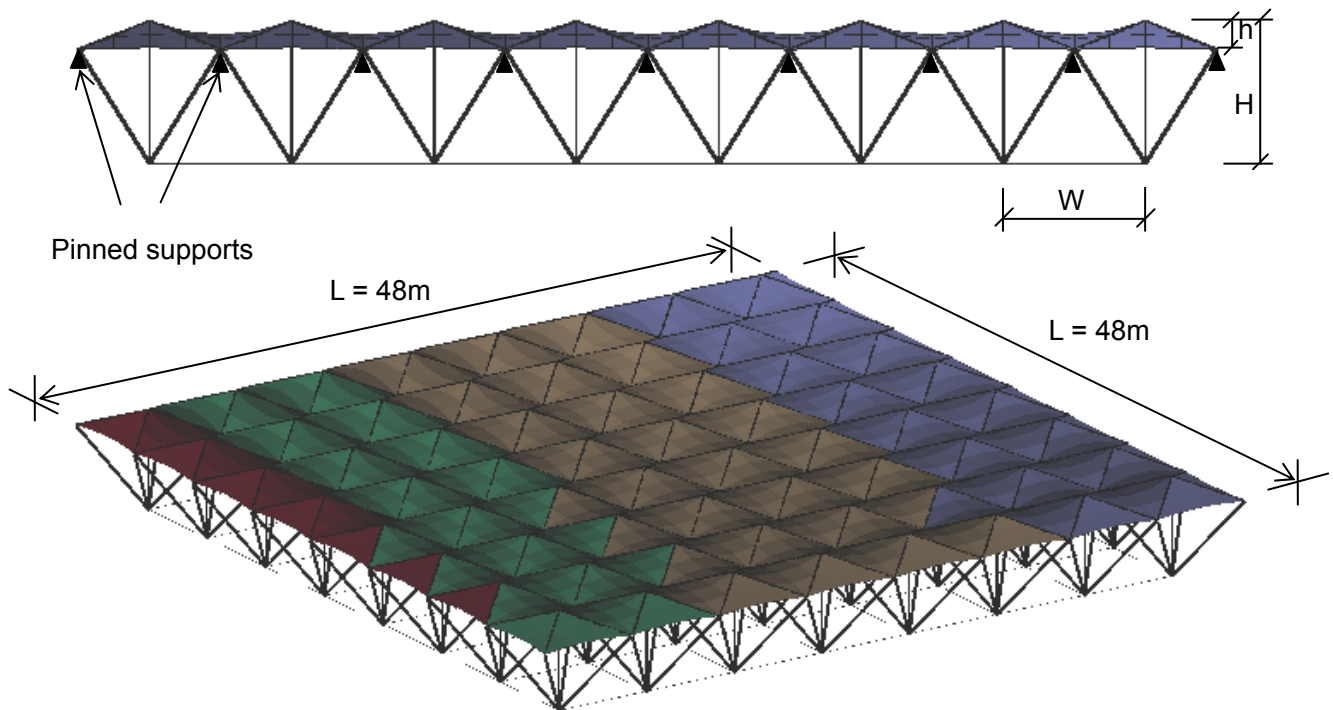 h
H
W
Pinned supports
L = 48m
L = 48m